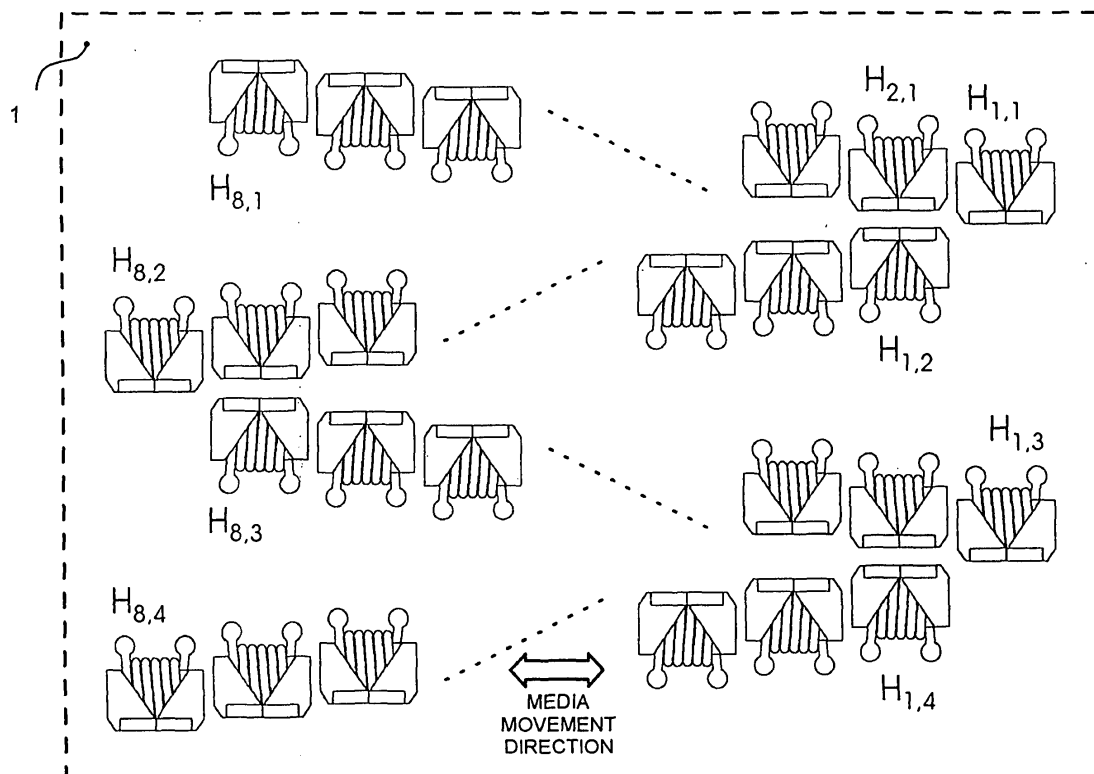 1
H2,1
H1,1
H8,1
H8,2
H1,2
H1,3
H8,3
H8,4
H1,4
MEDIA
MOVEMENT
DIRECTION